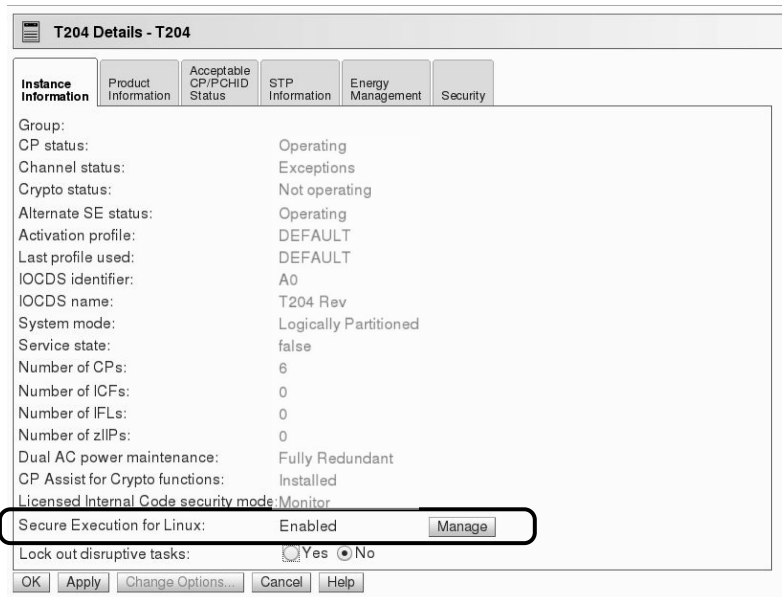 T204 Details - T204
Instance Information
Product Information
Acceptable CP/PCHID Status
STP Information
Energy Management
Security
Group:
CP status: Operating
Channel status: Exceptions
Crypto status: Not operating
Alternate SE status: Operating
Activation profile: DEFAULT
Last profile used: DEFAULT
IOCDS identifier: A0
IOCDS name: T204 Rev
System mode: Logically Partitioned
Service state: false
Number of CPs: 6
Number of ICFs: 0
Number of IFLs: 0
Number of zIIPs: 0
Dual AC power maintenance: Fully Redundant
CP Assist for Crypto functions: Installed
Licensed Internal Code security mode: Monitor
Secure Execution for Linux: Enabled Manage
Lock out disruptive tasks: Yes No
OK Apply Change Options... Cancel Help